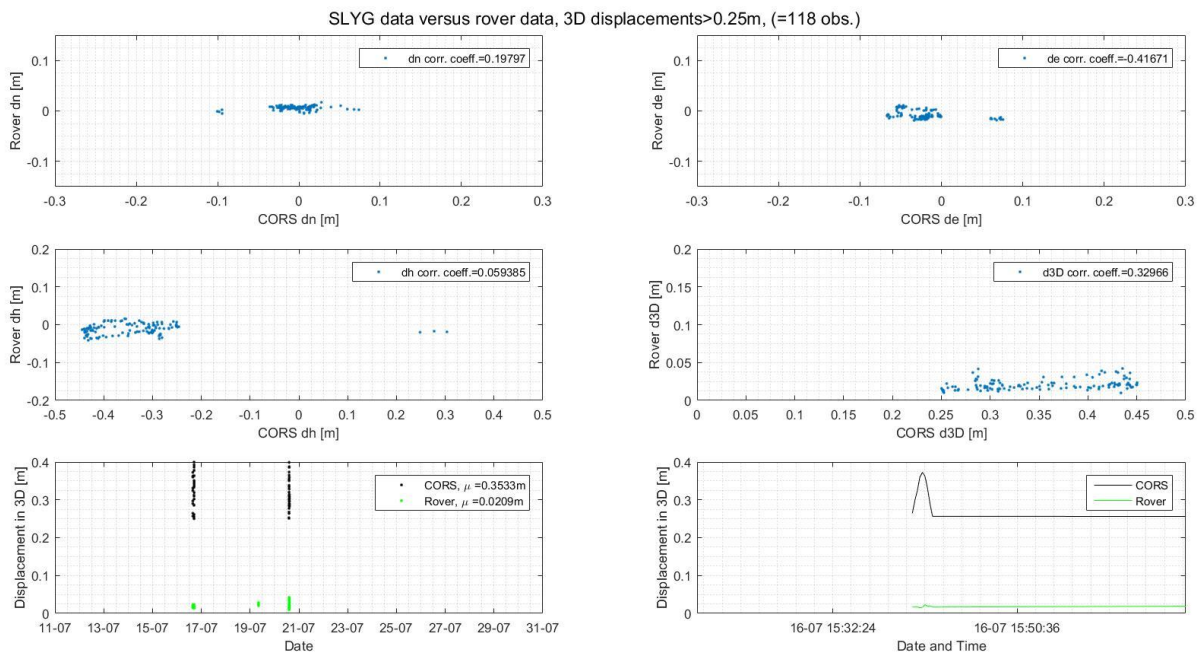 SLYG data versus rover data, 3D displacements>0.25m, (=118 obs.)
0.1
0
-0.1
Rover dn [m]
dn corr. coeff.=0.19797
-0.3 -0.2 -0.1 0 0.1 0.2 0.3
CORS dn [m]
0.1
0
-0.1
Rover de [m]
de corr. coeff=-0.41671
-0.3 -0.2 -0.1 0 0.1 0.2 0.3
CORS de [m]
0.2
0.1
0
-0.1
-0.2
Rover dh [m]
dh corr. coeff.=0.059385
-0.5 -0.4 -0.3 -0.2 -0.1 0 0.1 0.2 0.3 0.4 0.5
CORS dh [m]
0.2
0.15
0.1
0.05
0
Rover d3D [m]
d3D corr. coeff=0.32966
0 0.05 0.1 0.15 0.2 0.25 0.3 0.35 0.4 0.45 0.5
CORS d3D [m]
0.4
0.3
0.2
0.1
0
Displacement in 3D [m]
CORS, μ =0.3533m
Rover, μ =0.0209m
11-07 13-07 15-07 17-07 19-07 21-07 23-07 25-07 27-07 29-07 31-07
Date
0.4
0.3
0.2
0.1
0
Displacement in 3D [m]
CORS
Rover
16-07 15:32:24 16-07 15:50:36
Date and Time